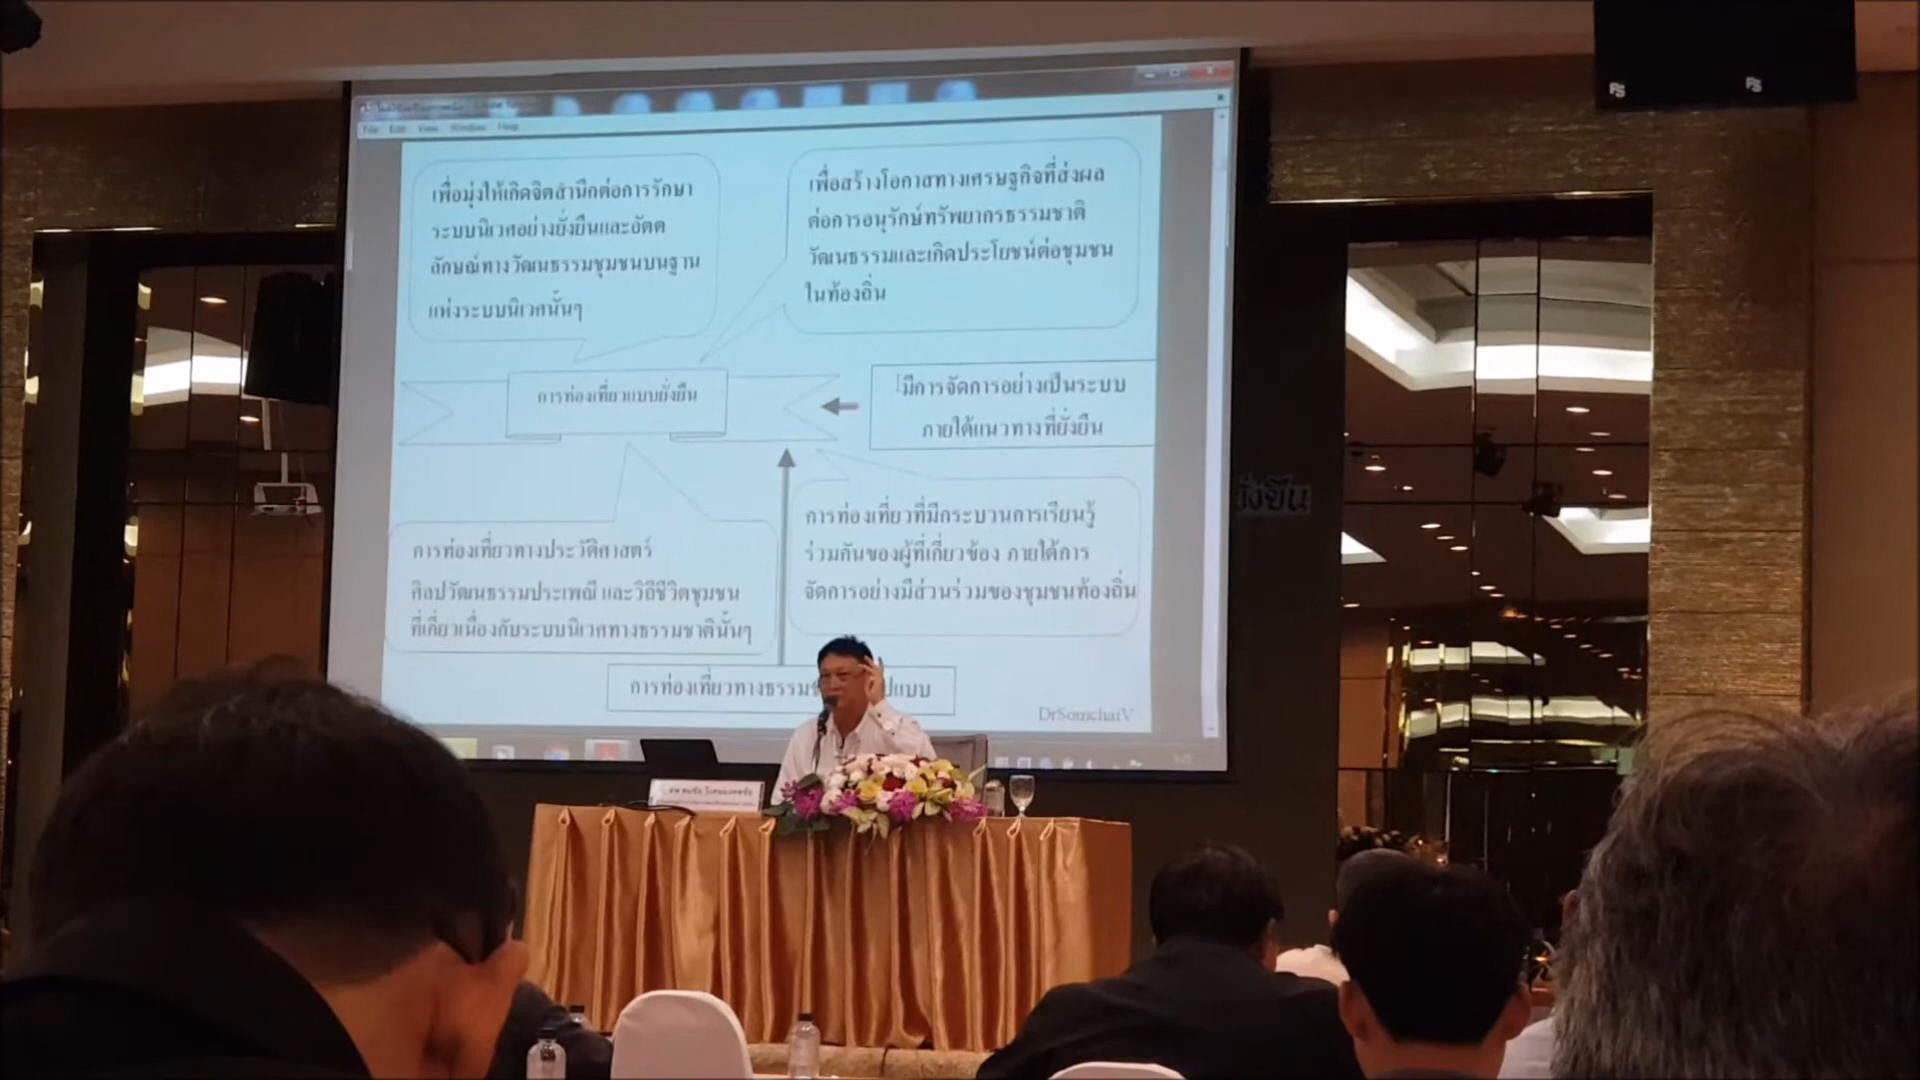 File Edit View Window Help
เพื่อมุ่งให้เกิดจิตสำนึกต่อการรักษา
ระบบนิเวศอย่างยั่งยืนและอัตต
ลักษณ์ทางวัฒนธรรมชุมชนบนฐาน
แห่งระบบนิเวศนั้นๆ
เพื่อสร้างโอกาสทางเศรษฐกิจที่ส่งผล
ต่อการอนุรักษ์ทรัพยากรธรรมชาติ
วัฒนธรรมและเกิดประโยชน์ต่อชุมชน
ในท้องถิ่น
การท่องเที่ยวแบบยั่งยืน
มีการจัดการอย่างเป็นระบบ
ภายใต้แนวทางที่ยั่งยืน
การท่องเที่ยวทางประวัติศาสตร์
ศิลปวัฒนธรรมประเพณี และวิถีชีวิตชุมชน
ที่เกี่ยวเนื่องกับระบบนิเวศทางธรรมชาตินั้นๆ
การท่องเที่ยวที่มีกระบวนการเรียนรู้
ร่วมกันของผู้ที่เกี่ยวข้อง ภายใต้การ
จัดการอย่างมีส่วนร่วมของชุมชนท้องถิ่น
การท่องเที่ยวทางธรรม
DrSomchaiV
ยั่งยืน